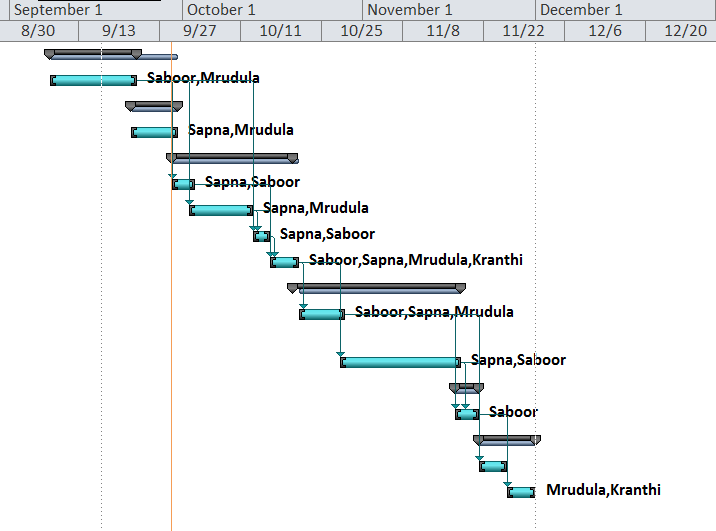 September 1 October 1 November 1 December 1
8/30 9/13 9/27 10/11 10/25 11/8 11/22 12/6 12/20
Saboor,Mrudula
Sapna,Mrudula
Sapna,Saboor
Sapna,Mrudula
Sapna,Saboor
Saboor,Sapna,Mrudula,Kranthi
Saboor,Sapna,Mrudula
Sapna,Saboor
Saboor
Mrudula,Kranthi